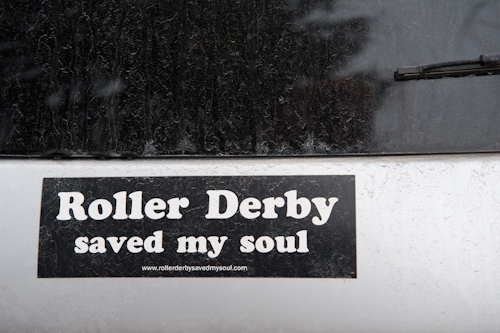 Roller Derby
saved my soul
www.rollerderbysavedmysoul.com